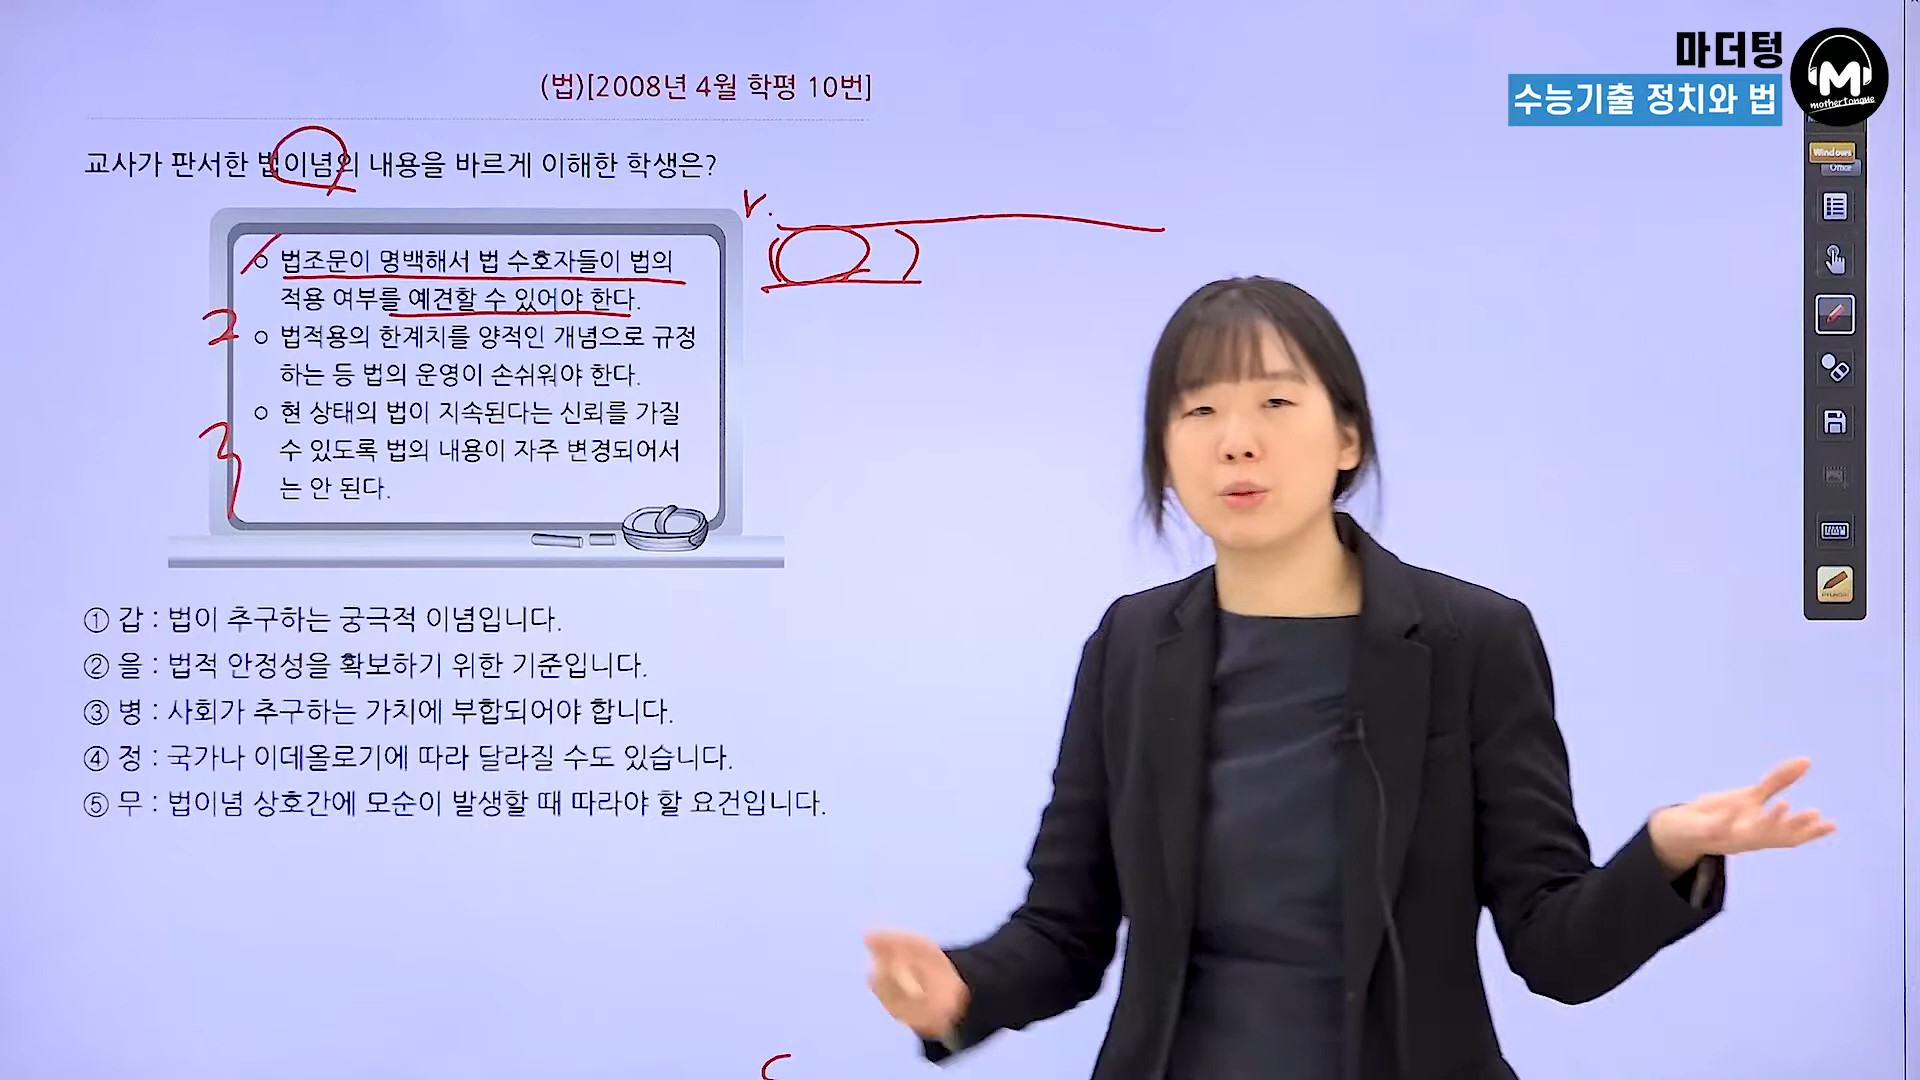 마더텅
수능기출 정치와 법
M
mothertongue
Windows
Office
(법)[2008년 4월 학평 10번]
교사가 판서한 법이념의 내용을 바르게 이해한 학생은?
○ 법조문이 명백해서 법 수호자들이 법의
적용 여부를 예견할 수 있어야 한다.
○ 법적용의 한계치를 양적인 개념으로 규정
하는 등 법의 운영이 손쉬워야 한다.
○ 현 상태의 법이 지속된다는 신뢰를 가질
수 있도록 법의 내용이 자주 변경되어서
는 안 된다.
2
3
① 갑 : 법이 추구하는 궁극적 이념입니다.
② 을 : 법적 안정성을 확보하기 위한 기준입니다.
③ 병 : 사회가 추구하는 가치에 부합되어야 합니다.
④ 정 : 국가나 이데올로기에 따라 달라질 수도 있습니다.
⑤ 무 : 법이념 상호간에 모순이 발생할 때 따라야 할 요건입니다.